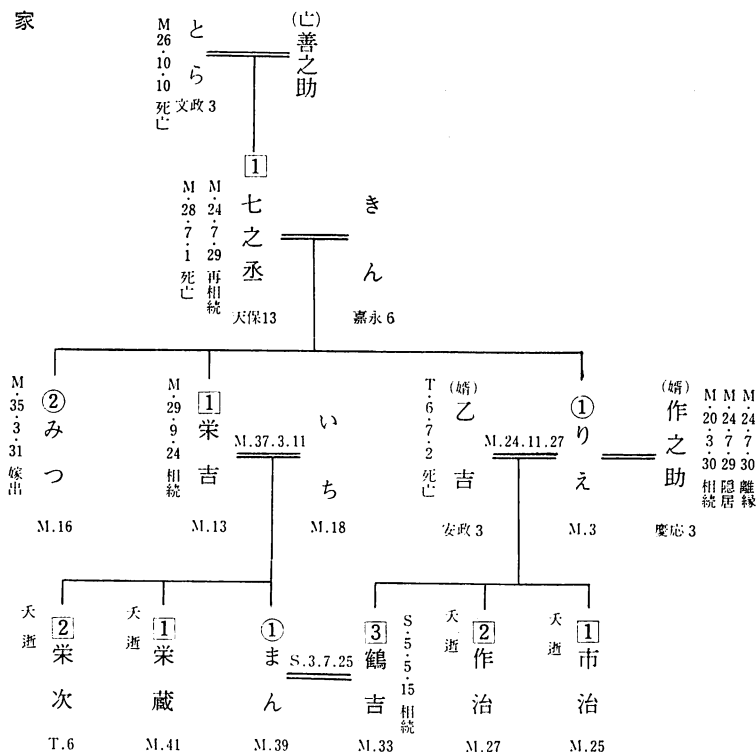 家
(亡)善之助
とら
文政3
M・26・10・10 死亡
きん
嘉永6
1 七之丞
天保13
M・24・7・29 再相続
M・28・7・1 死亡
M・24・7・30 離縁
M・24・7・29 隠居
M・20・3・30 相続
(婿)作之助
慶応3
①りえ
M.3
M.24.11.27
(婿)乙吉
安政3
T・6・7・2 死亡
いち
M.18
M.37.3.11
1 栄吉
M.13
M・29・9・24 相続
②みつ
M.16
M・35・3・31 嫁出
1 市治
夭逝
M.25
2 作治
夭逝
M.27
S・5・5・15 相続
3 鶴吉
M.33
S.3.7.25
①まん
M.39
1 栄蔵
夭逝
M.41
2 栄次
夭逝
T.6